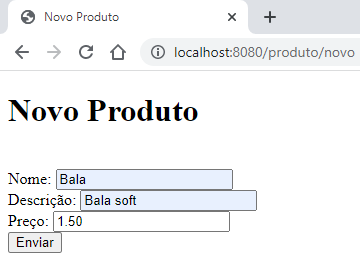 Novo Produto
localhost:8080/produto/novo
Novo Produto
Nome: Bala
Descrição: Bala soft
Preço: 1.50
Enviar